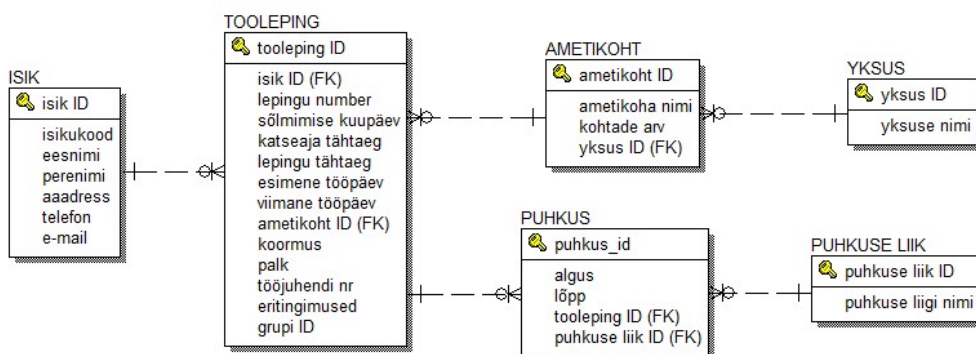 ISIK
isik ID
isikukood
eesnimi
perenimi
aaadress
telefon
e-mail
TOOLEPING
tooleping ID
isik ID (FK)
lepingu number
sõlmimise kuupäev
katseaja tähtaeg
lepingu tähtaeg
esimene tööpäev
viimane tööpäev
ametikoht ID (FK)
koormus
palk
tööjuhendi nr
eritingimused
grupi ID
AMETIKOHT
ametikoht ID
ametikoha nimi
kohtade arv
yksus ID (FK)
YKSUS
yksus ID
yksuse nimi
PUHKUS
puhkus_id
algus
lõpp
tooleping ID (FK)
puhkuse liik ID (FK)
PUHKUSE LIIK
puhkuse liik ID
puhkuse liigi nimi